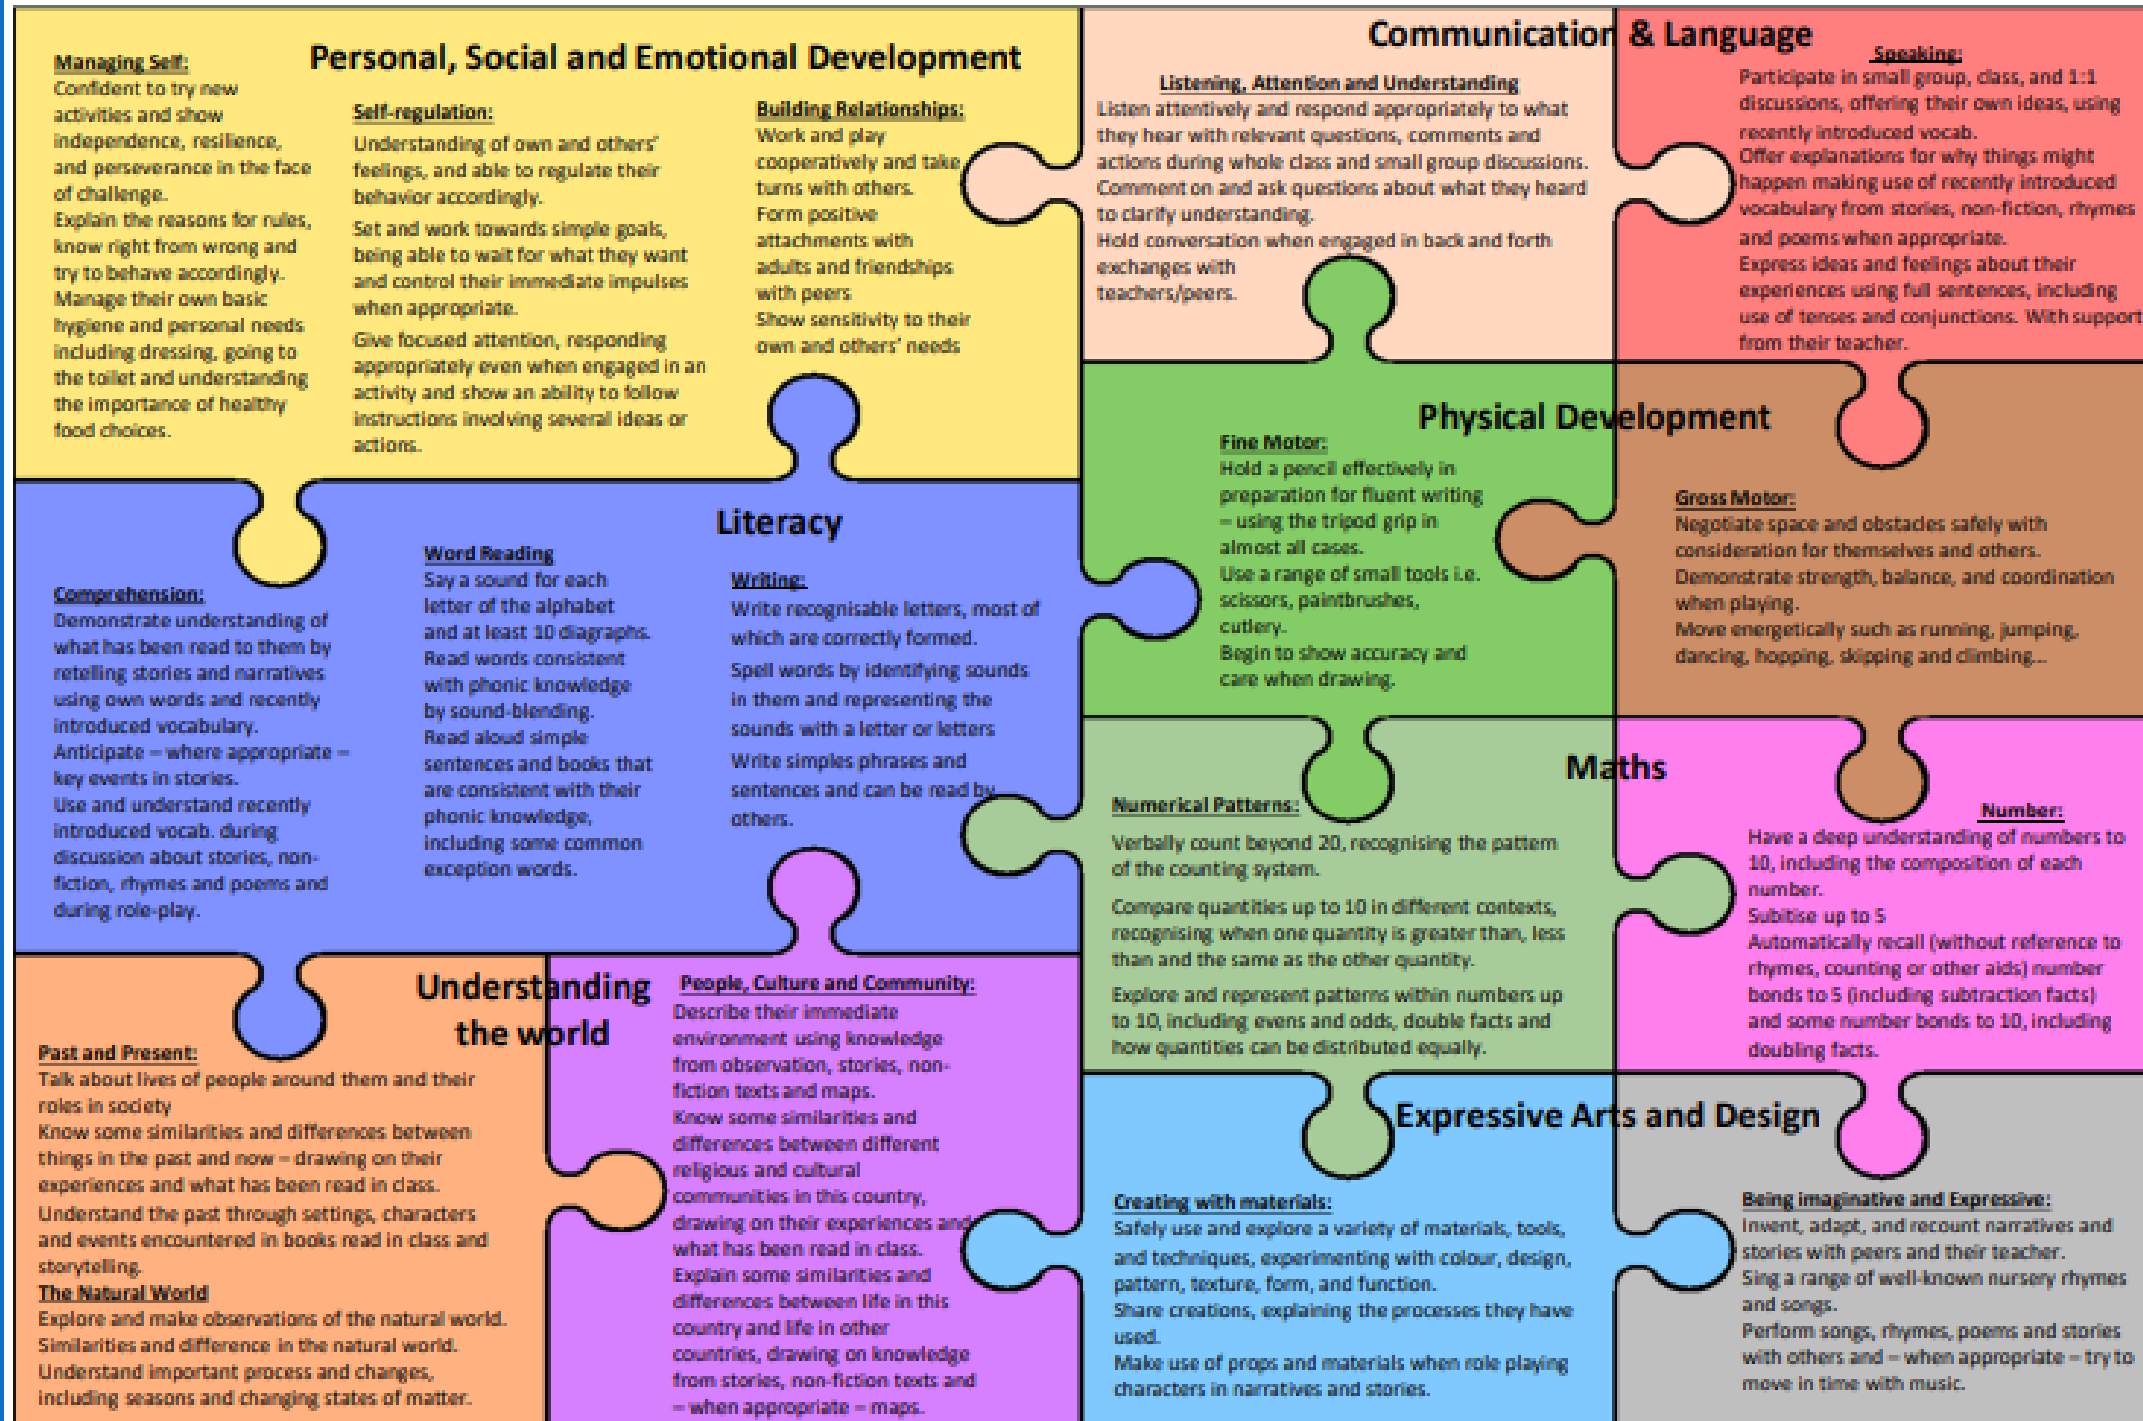 Personal, Social and Emotional Development
Managing Self:
Confident to try new
activities and show
independence, resilience,
and perseverance in the face
of challenge.
Explain the reasons for rules,
know right from wrong and
try to behave accordingly.
Manage their own basic
hygiene and personal needs
including dressing, going to
the toilet and understanding
the importance of healthy
food choices.
Self-regulation:
Understanding of own and others'
feelings, and able to regulate their
behavior accordingly.
Set and work towards simple goals,
being able to wait for what they want
and control their immediate impulses
when appropriate.
Give focused attention, responding
appropriately even when engaged in an
activity and show an ability to follow
instructions involving several ideas or
actions.
Building Relationships:
Work and play
cooperatively and take
turns with others.
Form positive
attachments with
adults and friendships
with peers
Show sensitivity to their
own and others' needs
Communication & Language
Listening, Attention and Understanding
Listen attentively and respond appropriately to what
they hear with relevant questions, comments and
actions during whole class and small group discussions.
Comment on and ask questions about what they heard
to clarify understanding.
Hold conversation when engaged in back and forth
exchanges with
teachers/peers.
Speaking:
Participate in small group, class, and 1:1
discussions, offering their own ideas, using
recently introduced vocab.
Offer explanations for why things might
happen making use of recently introduced
vocabulary from stories, non-fiction, rhymes
and poems when appropriate.
Express ideas and feelings about their
experiences using full sentences, including
use of tenses and conjunctions. With support
from their teacher.
Literacy
Comprehension:
Demonstrate understanding of
what has been read to them by
retelling stories and narratives
using own words and recently
introduced vocabulary.
Anticipate – where appropriate –
key events in stories.
Use and understand recently
introduced vocab. during
discussion about stories, non-
fiction, rhymes and poems and
during role-play.
Word Reading
Say a sound for each
letter of the alphabet
and at least 10 diagraphs.
Read words consistent
with phonic knowledge
by sound-blending.
Read aloud simple
sentences and books that
are consistent with their
phonic knowledge,
including some common
exception words.
Writing:
Write recognisable letters, most of
which are correctly formed.
Spell words by identifying sounds
in them and representing the
sounds with a letter or letters
Write simples phrases and
sentences and can be read by
others.
Physical Development
Fine Motor:
Hold a pencil effectively in
preparation for fluent writing
– using the tripod grip in
almost all cases.
Use a range of small tools i.e.
scissors, paintbrushes,
cutlery.
Begin to show accuracy and
care when drawing.
Gross Motor:
Negotiate space and obstacles safely with
consideration for themselves and others.
Demonstrate strength, balance, and coordination
when playing.
Move energetically such as running, jumping,
dancing, hopping, skipping and climbing...
Maths
Numerical Patterns:
Verbally count beyond 20, recognising the pattern
of the counting system.
Compare quantities up to 10 in different contexts,
recognising when one quantity is greater than, less
than and the same as the other quantity.
Explore and represent patterns within numbers up
to 10, including evens and odds, double facts and
how quantities can be distributed equally.
Number:
Have a deep understanding of numbers to
10, including the composition of each
number.
Subitise up to 5
Automatically recall (without reference to
rhymes, counting or other aids) number
bonds to 5 (including subtraction facts)
and some number bonds to 10, including
doubling facts.
Understanding
the world
Past and Present:
Talk about lives of people around them and their
roles in society
Know some similarities and differences between
things in the past and now – drawing on their
experiences and what has been read in class.
Understand the past through settings, characters
and events encountered in books read in class and
storytelling.
The Natural World
Explore and make observations of the natural world.
Similarities and difference in the natural world.
Understand important process and changes,
including seasons and changing states of matter.
People, Culture and Community:
Describe their immediate
environment using knowledge
from observation, stories, non-
fiction texts and maps.
Know some similarities and
differences between different
religious and cultural
communities in this country,
drawing on their experiences and
what has been read in class.
Explain some similarities and
differences between life in this
country and life in other
countries, drawing on knowledge
from stories, non-fiction texts and
– when appropriate – maps.
Expressive Arts and Design
Creating with materials:
Safely use and explore a variety of materials, tools,
and techniques, experimenting with colour, design,
pattern, texture, form, and function.
Share creations, explaining the processes they have
used.
Make use of props and materials when role playing
characters in narratives and stories.
Being imaginative and Expressive:
Invent, adapt, and recount narratives and
stories with peers and their teacher.
Sing a range of well-known nursery rhymes
and songs.
Perform songs, rhymes, poems and stories
with others and – when appropriate – try to
move in time with music.